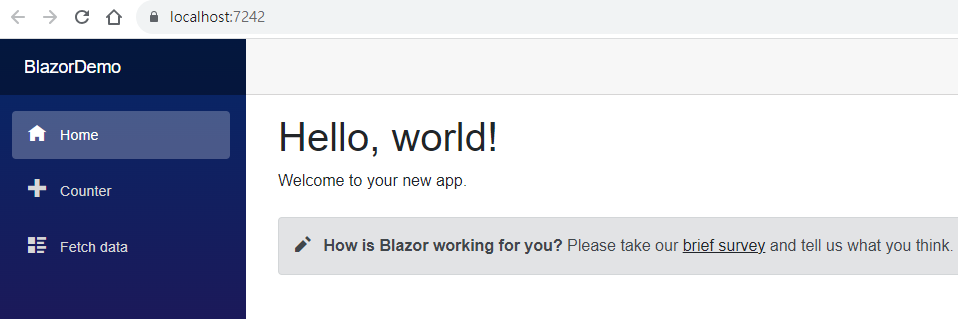 localhost:7242
BlazorDemo
Home
Counter
Fetch data
Hello, world!
Welcome to your new app.
How is Blazor working for you? Please take our brief survey and tell us what you think.